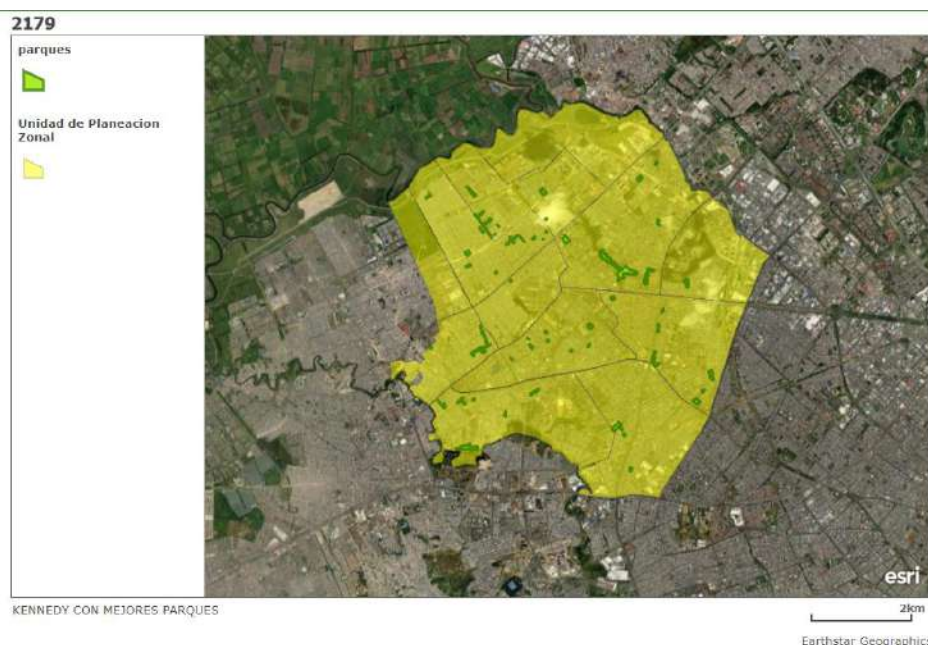 2179
parques
Unidad de Planeacion
Zonal
esri
KENNEDY CON MEJORES PARQUES
2km
Earthstar Geographics